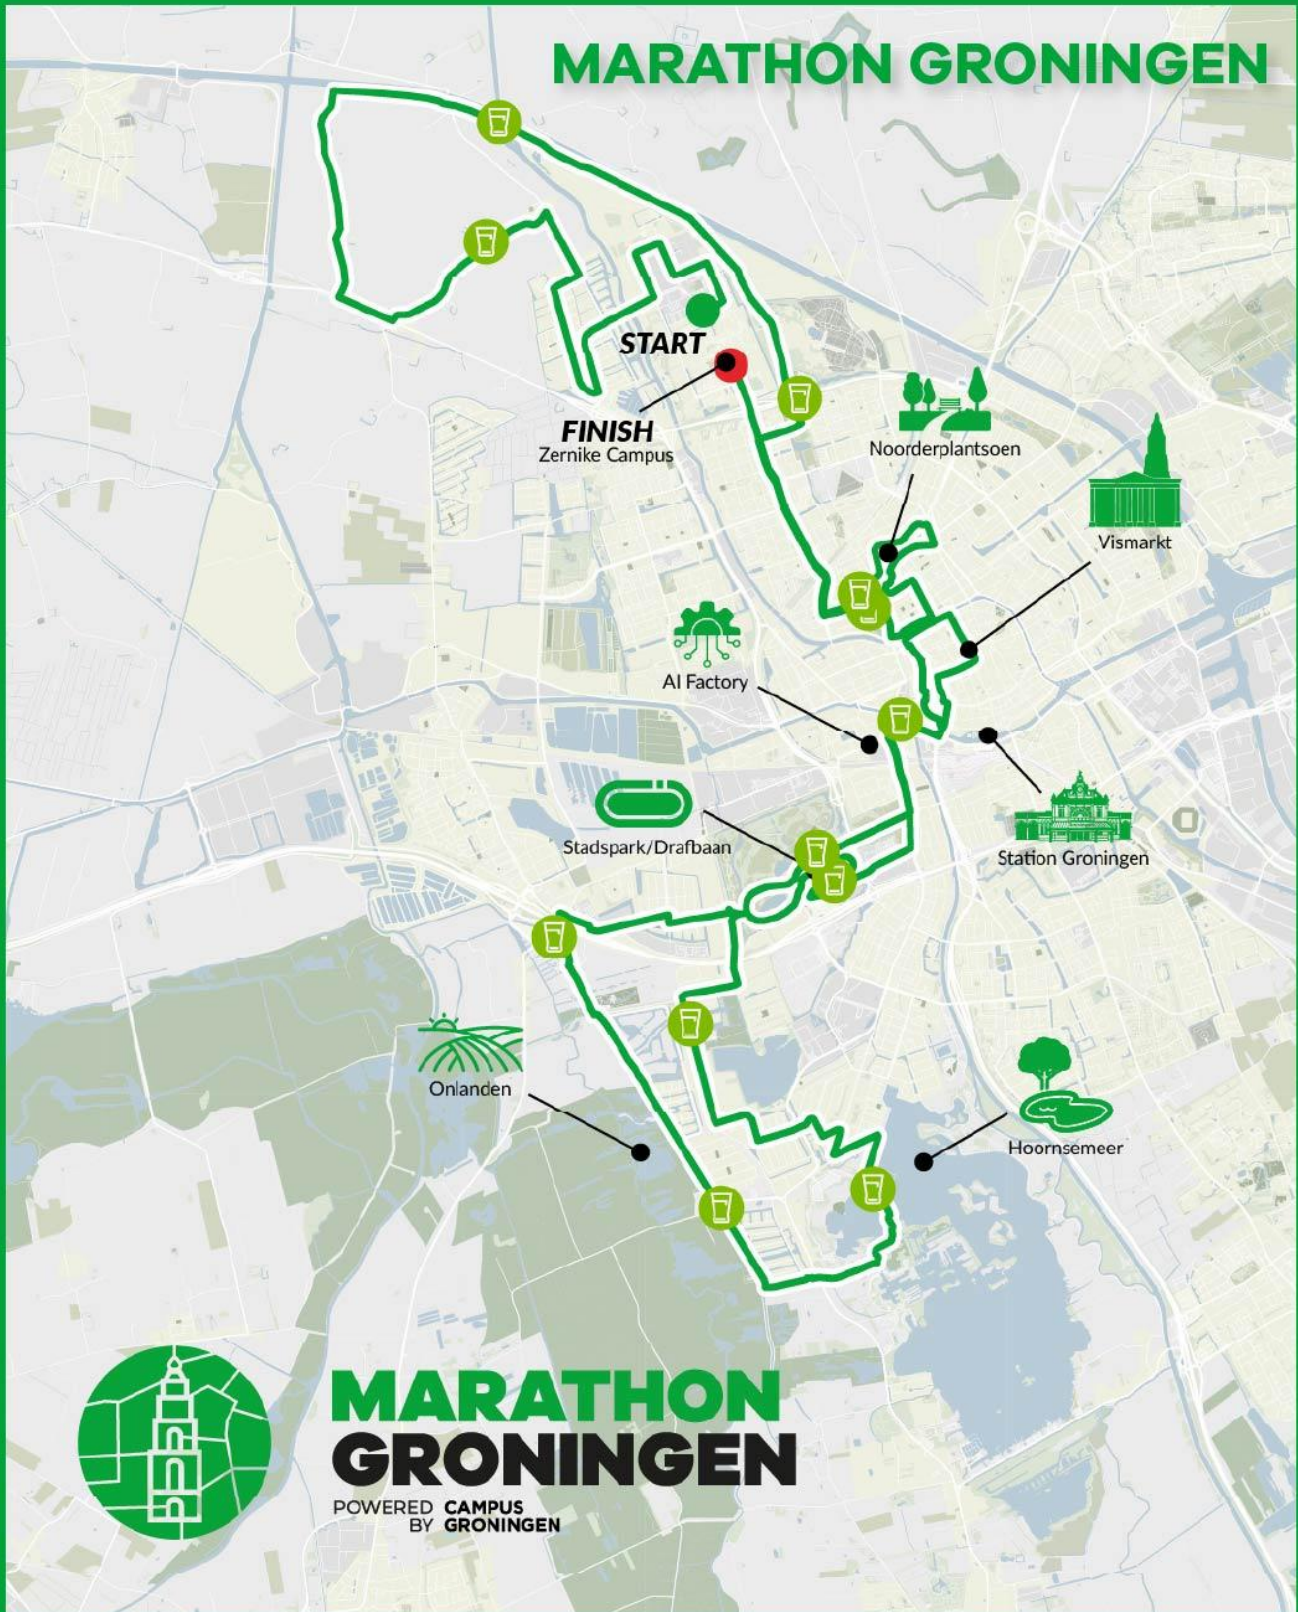 MARATHON GRONINGEN
START
FINISH
Zernike Campus
Noorderplantsoen
Vismarkt
AI Factory
Stadspark/Drafbaan
Station Groningen
Onlanden
Hoornsemeer
MARATHON
GRONINGEN
POWERED CAMPUS
BY GRONINGEN